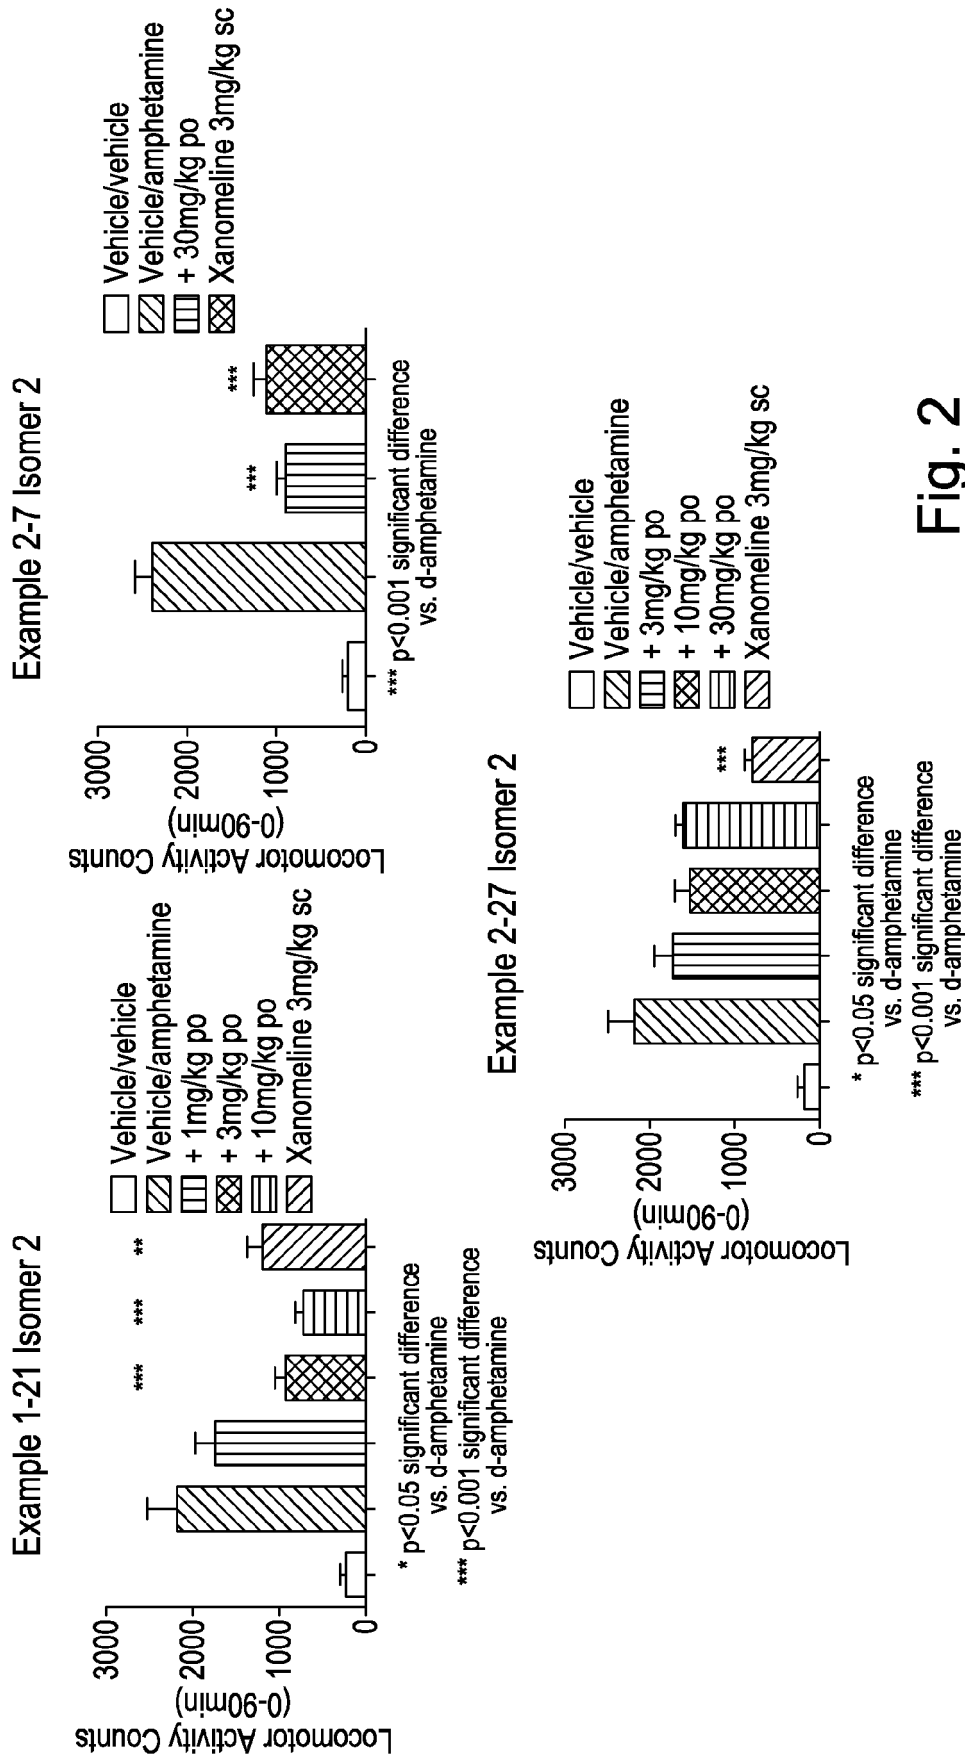 Example 1-21 Isomer 2
Locomotor Activity Counts
(0-90min)
3000
2000
1000
0
***
***
**
Vehicle/vehicle
Vehicle/amphetamine
+ 1mg/kg po
+ 3mg/kg po
+ 10mg/kg po
Xanomeline 3mg/kg sc
* p<0.05 significant difference
vs. d-amphetamine
*** p<0.001 significant difference
vs. d-amphetamine
Example 2-7 Isomer 2
Locomotor Activity Counts
(0-90min)
3000
2000
1000
0
***
***
Vehicle/vehicle
Vehicle/amphetamine
+ 30mg/kg po
Xanomeline 3mg/kg sc
*** p<0.001 significant difference
vs. d-amphetamine
Example 2-27 Isomer 2
Locomotor Activity Counts
(0-90min)
3000
2000
1000
0
***
Vehicle/vehicle
Vehicle/amphetamine
+ 3mg/kg po
+ 10mg/kg po
+ 30mg/kg po
Xanomeline 3mg/kg sc
* p<0.05 significant difference
vs. d-amphetamine
*** p<0.001 significant difference
vs. d-amphetamine
Fig. 2